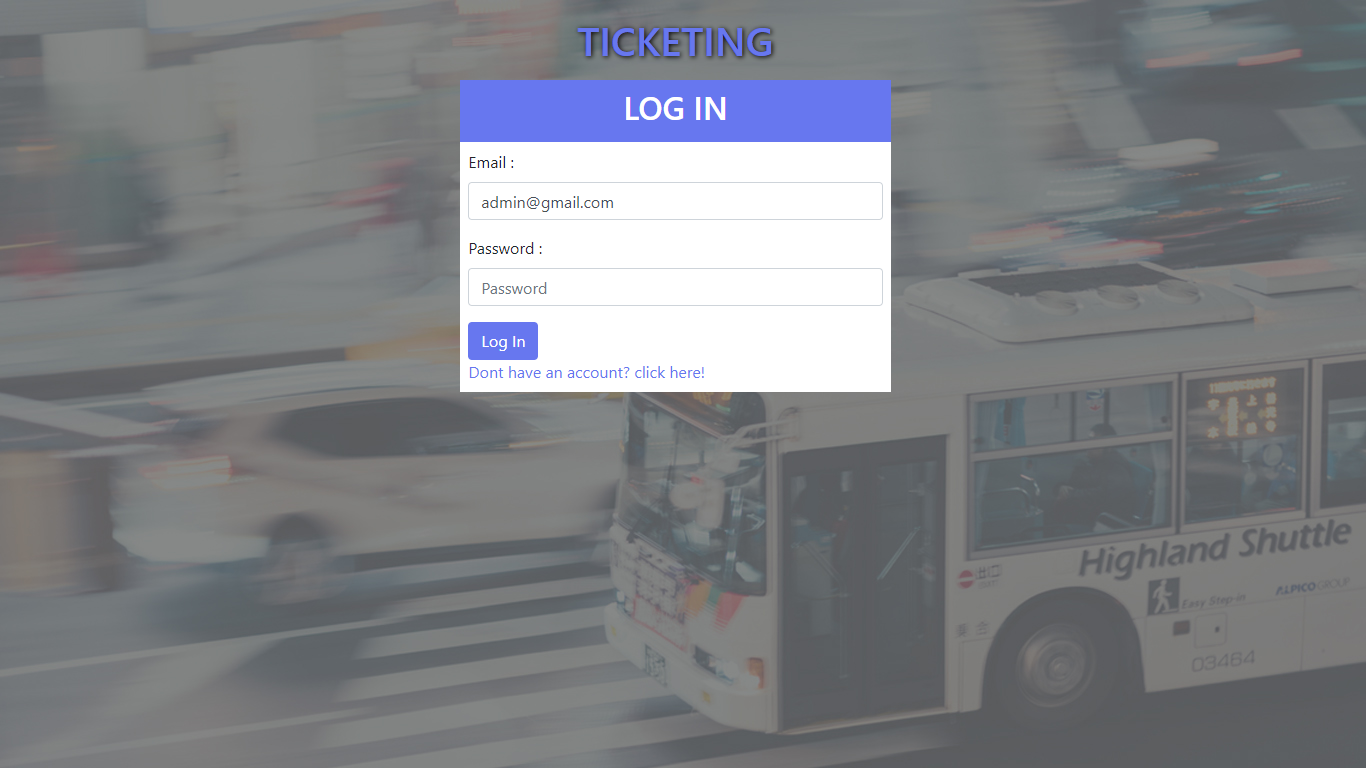 TICKETING
LOG IN
Email :
admin@gmail.com
Password :
Password
Log In
Dont have an account? click here!
Highland Shuttle
Easy Step-in
ALPICO GROUP
03464